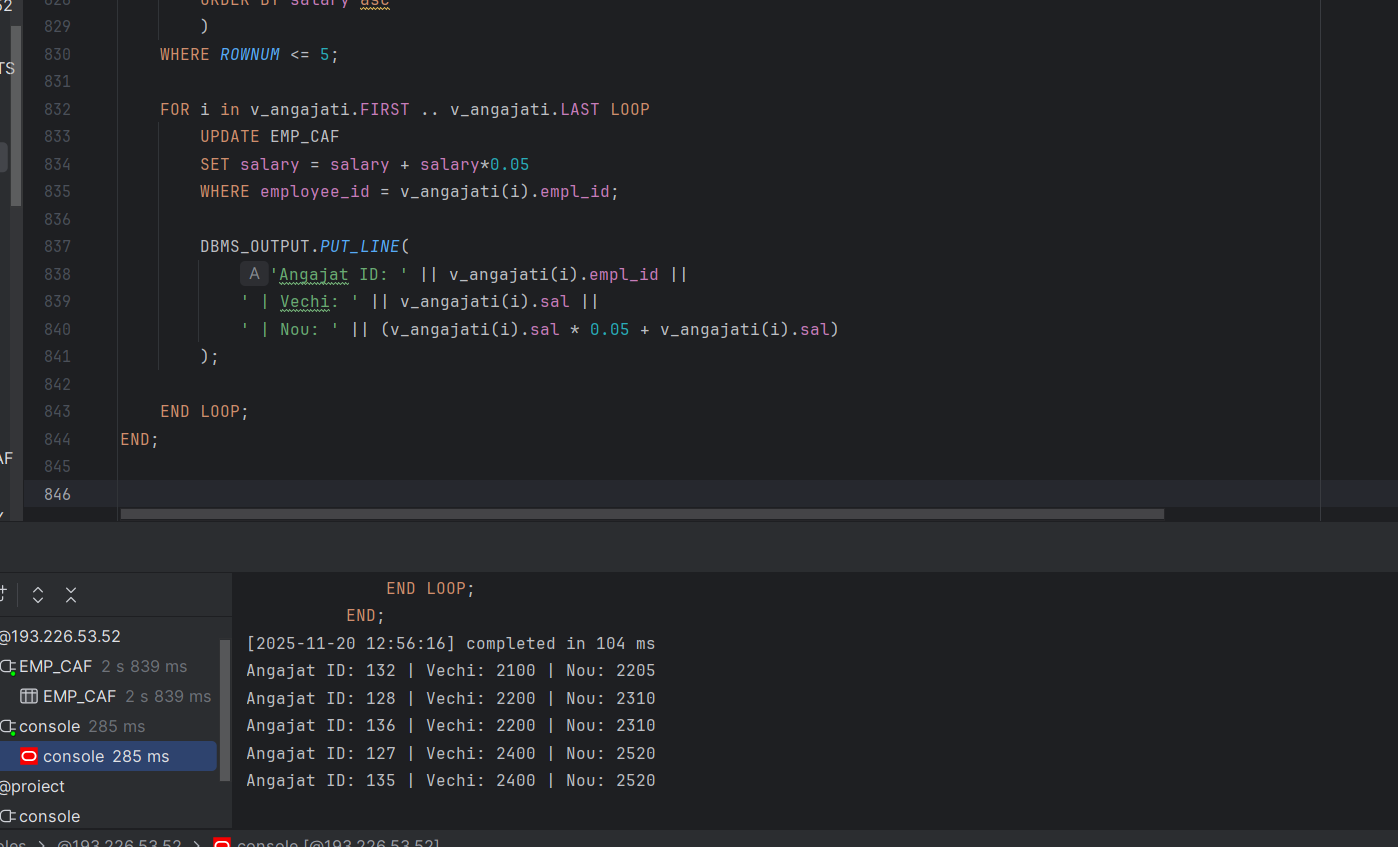 52
828 ORDER BY salary asc
829 )
830 WHERE ROWNUM <= 5;
TS
831
832 FOR i in v_angajati.FIRST .. v_angajati.LAST LOOP
833 UPDATE EMP_CAF
834 SET salary = salary + salary*0.05
835 WHERE employee_id = v_angajati(i).empl_id;
836
837 DBMS_OUTPUT.PUT_LINE(
838 A 'Angajat ID: ' || v_angajati(i).empl_id ||
839 ' | Vechi: ' || v_angajati(i).sal ||
840 ' | Nou: ' || (v_angajati(i).sal * 0.05 + v_angajati(i).sal)
841 );
842
843 END LOOP;
844 END;
AF
845
846
@193.226.53.52
EMP_CAF 2 s 839 ms
EMP_CAF 2 s 839 ms
console 285 ms
console 285 ms
@proiect
console
END LOOP;
END;
[2025-11-20 12:56:16] completed in 104 ms
Angajat ID: 132 | Vechi: 2100 | Nou: 2205
Angajat ID: 128 | Vechi: 2200 | Nou: 2310
Angajat ID: 136 | Vechi: 2200 | Nou: 2310
Angajat ID: 127 | Vechi: 2400 | Nou: 2520
Angajat ID: 135 | Vechi: 2400 | Nou: 2520
@193.226.53.52 > console [@193.226.53.52]